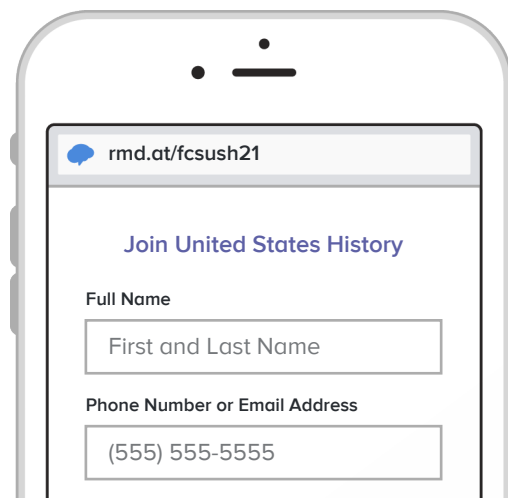 rmd.at/fcsush21
Join United States History
Full Name
First and Last Name
Phone Number or Email Address
(555) 555-5555